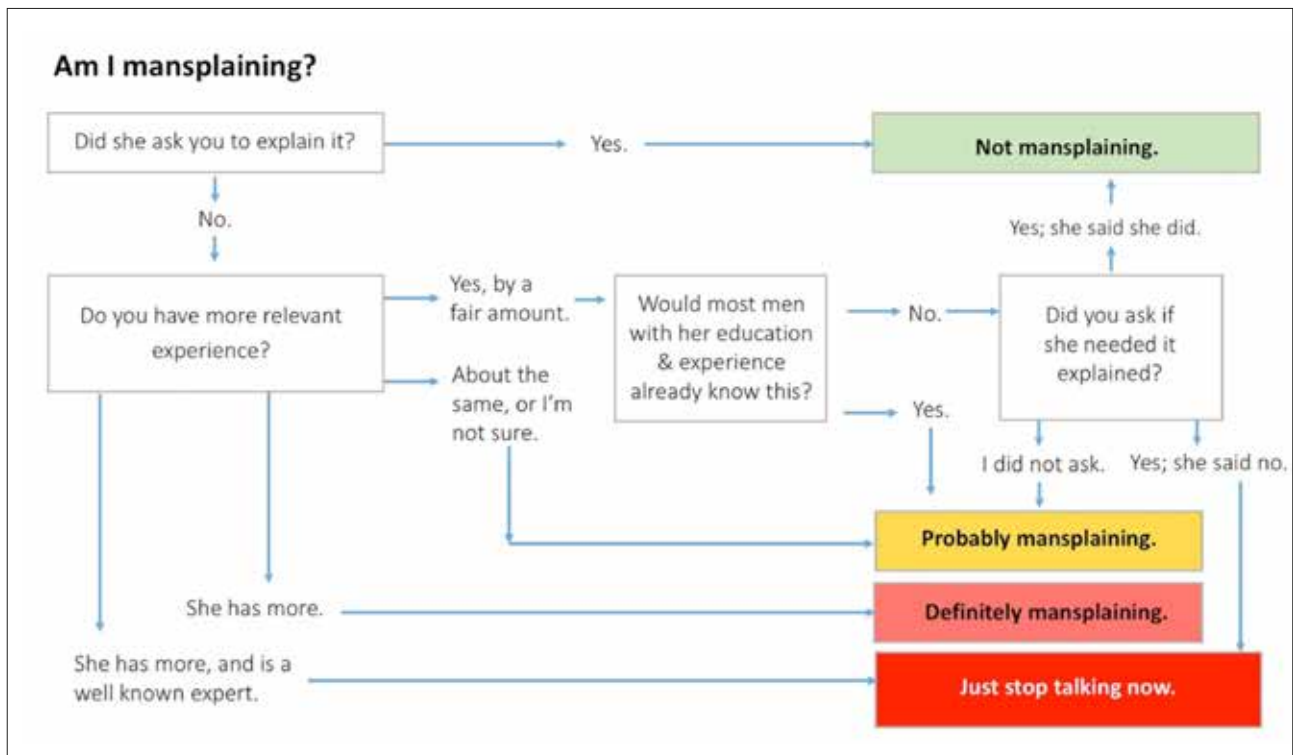 Am I mansplaining?
Did she ask you to explain it?
Yes.
Not mansplaining.
No.
Yes; she said she did.
Do you have more relevant
experience?
Yes, by a
fair amount.
Would most men
with her education
& experience
already know this?
No.
Did you ask if
she needed it
explained?
About the
same, or I'm
not sure.
Yes.
I did not ask.
Yes; she said no.
Probably mansplaining.
She has more.
Definitely mansplaining.
She has more, and is a
well known expert.
Just stop talking now.